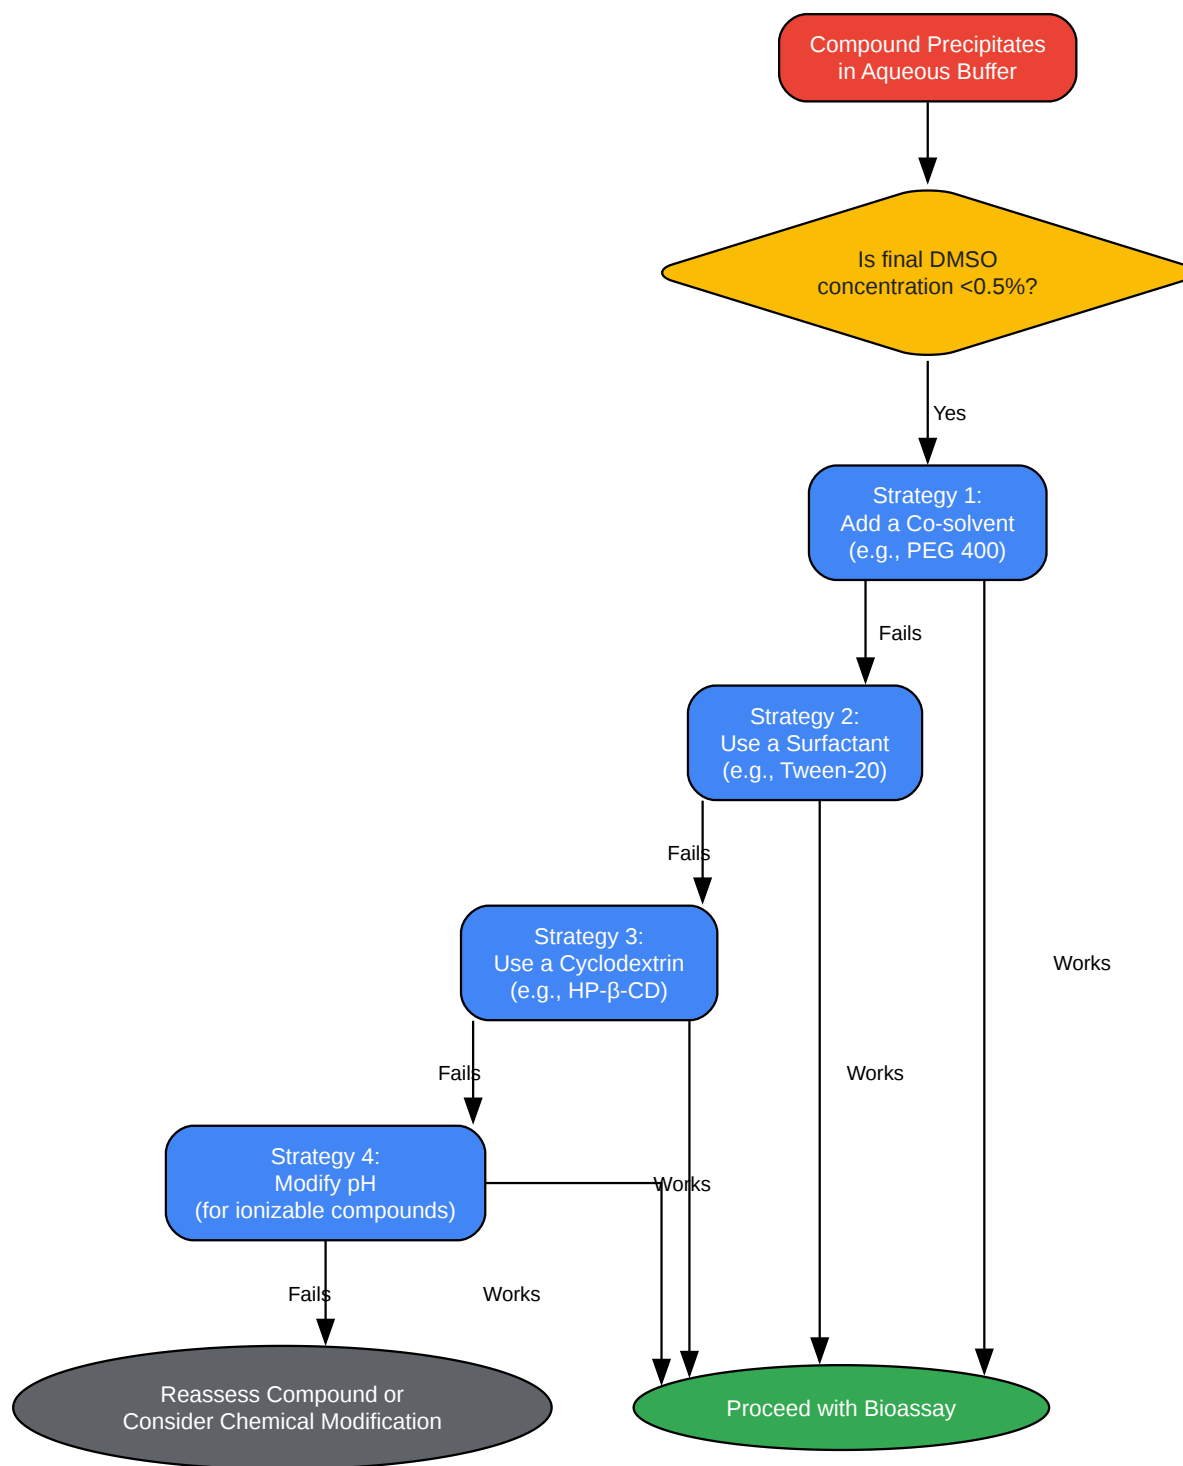 Compound Precipitates
in Aqueous Buffer
Is final DMSO
concentration <0.5%?
Yes
Strategy 1:
Add a Co-solvent
(e.g., PEG 400)
Fails
Strategy 2:
Use a Surfactant
(e.g., Tween-20)
Fails
Strategy 3:
Use a Cyclodextrin
(e.g., HP-β-CD)
Works
Fails
Works
Strategy 4:
Modify pH
(for ionizable compounds)
Works
Fails
Works
Reassess Compound or
Consider Chemical Modification
Proceed with Bioassay